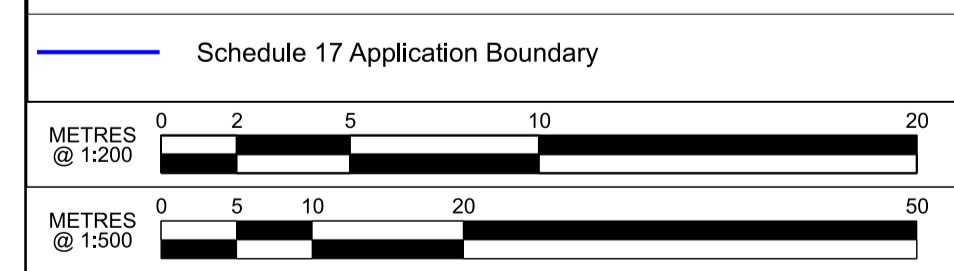 Schedule 17 Application Boundary
0 2 5 10 20
METRES
@ 1:200
0 5 10 20 50
METRES
@ 1:500